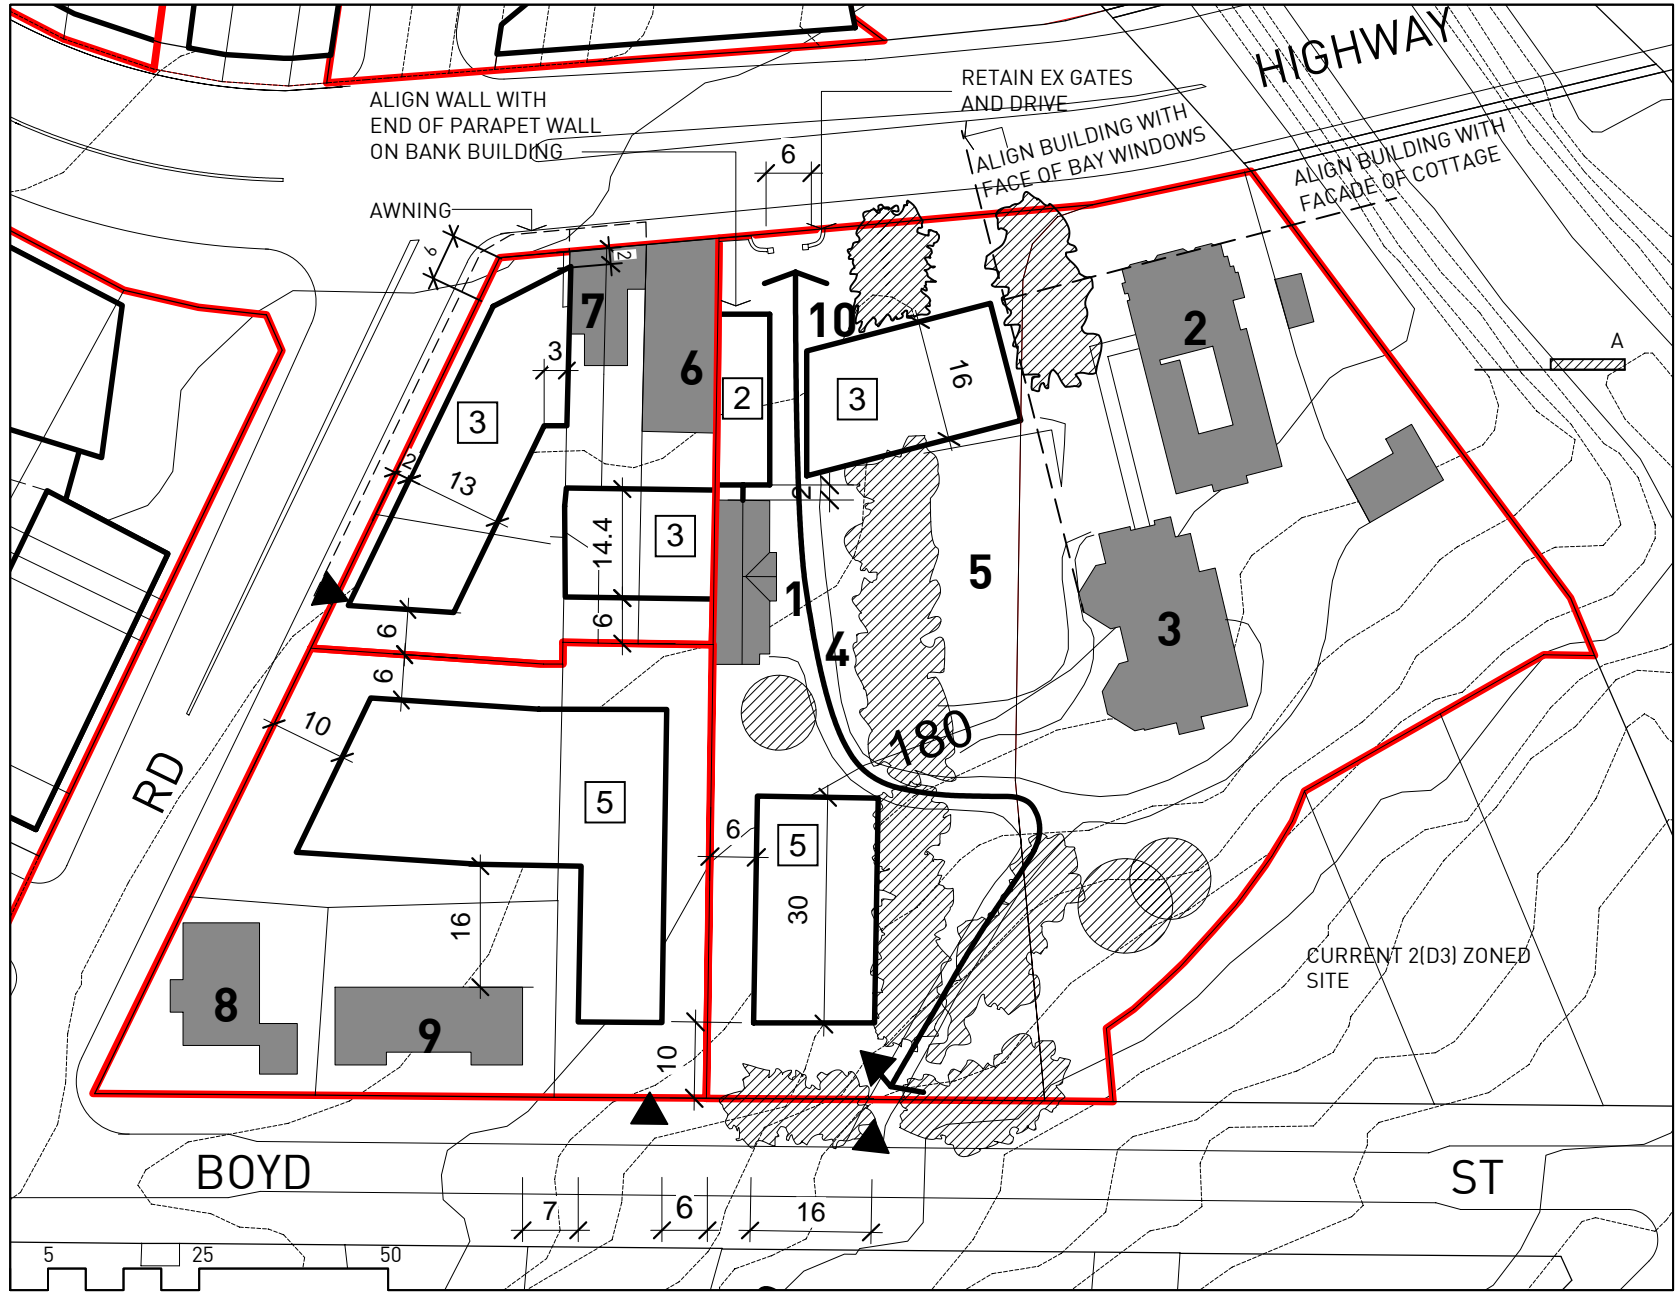 HIGHWAY
RETAIN EX GATES
AND DRIVE
ALIGN WALL WITH
END OF PARAPET WALL
ON BANK BUILDING
ALIGN BUILDING WITH
FACE OF BAY WINDOWS
ALIGN BUILDING WITH
FACADE OF COTTAGE
6
AWNING
6
2
7
10
2
3
6
16
A
3
2
3
2
13
2
14.4
3
5
1
3
6
6
4
6
10
180
RD
5
6
5
30
16
CURRENT 2(D3) ZONED
SITE
8
9
10
BOYD
ST
7
6
16
5
25
50